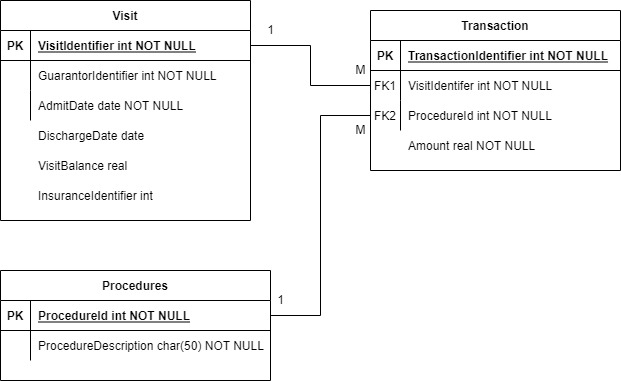 Visit
PK VisitIdentifier int NOT NULL
GuarantorIdentifier int NOT NULL
AdmitDate date NOT NULL
DischargeDate date
VisitBalance real
InsuranceIdentifier int
1
M
M
Transaction
PK TransactionIdentifier int NOT NULL
FK1 VisitIdentifer int NOT NULL
FK2 ProcedureId int NOT NULL
Amount real NOT NULL
Procedures
PK ProcedureId int NOT NULL
ProcedureDescription char(50) NOT NULL
1